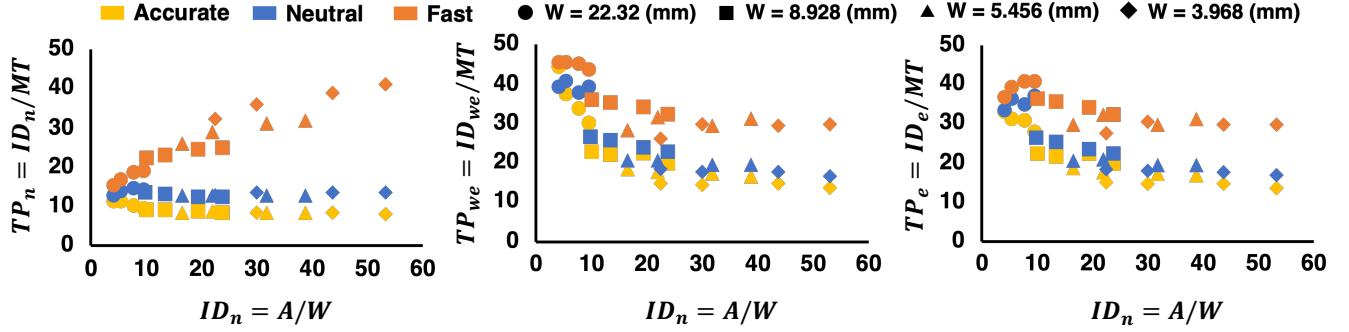 Accurate Neutral Fast W = 22.32 (mm) W = 8.928 (mm) W = 5.456 (mm) W = 3.968 (mm)
TPₙ = IDₙ/MT
50
40
30
20
10
0
0 10 20 30 40 50 60
IDₙ = A/W
TP_we = ID_we/MT
50
40
30
20
10
0
0 10 20 30 40 50 60
IDₙ = A/W
TPₑ = IDₑ/MT
50
40
30
20
10
0
0 10 20 30 40 50 60
IDₙ = A/W